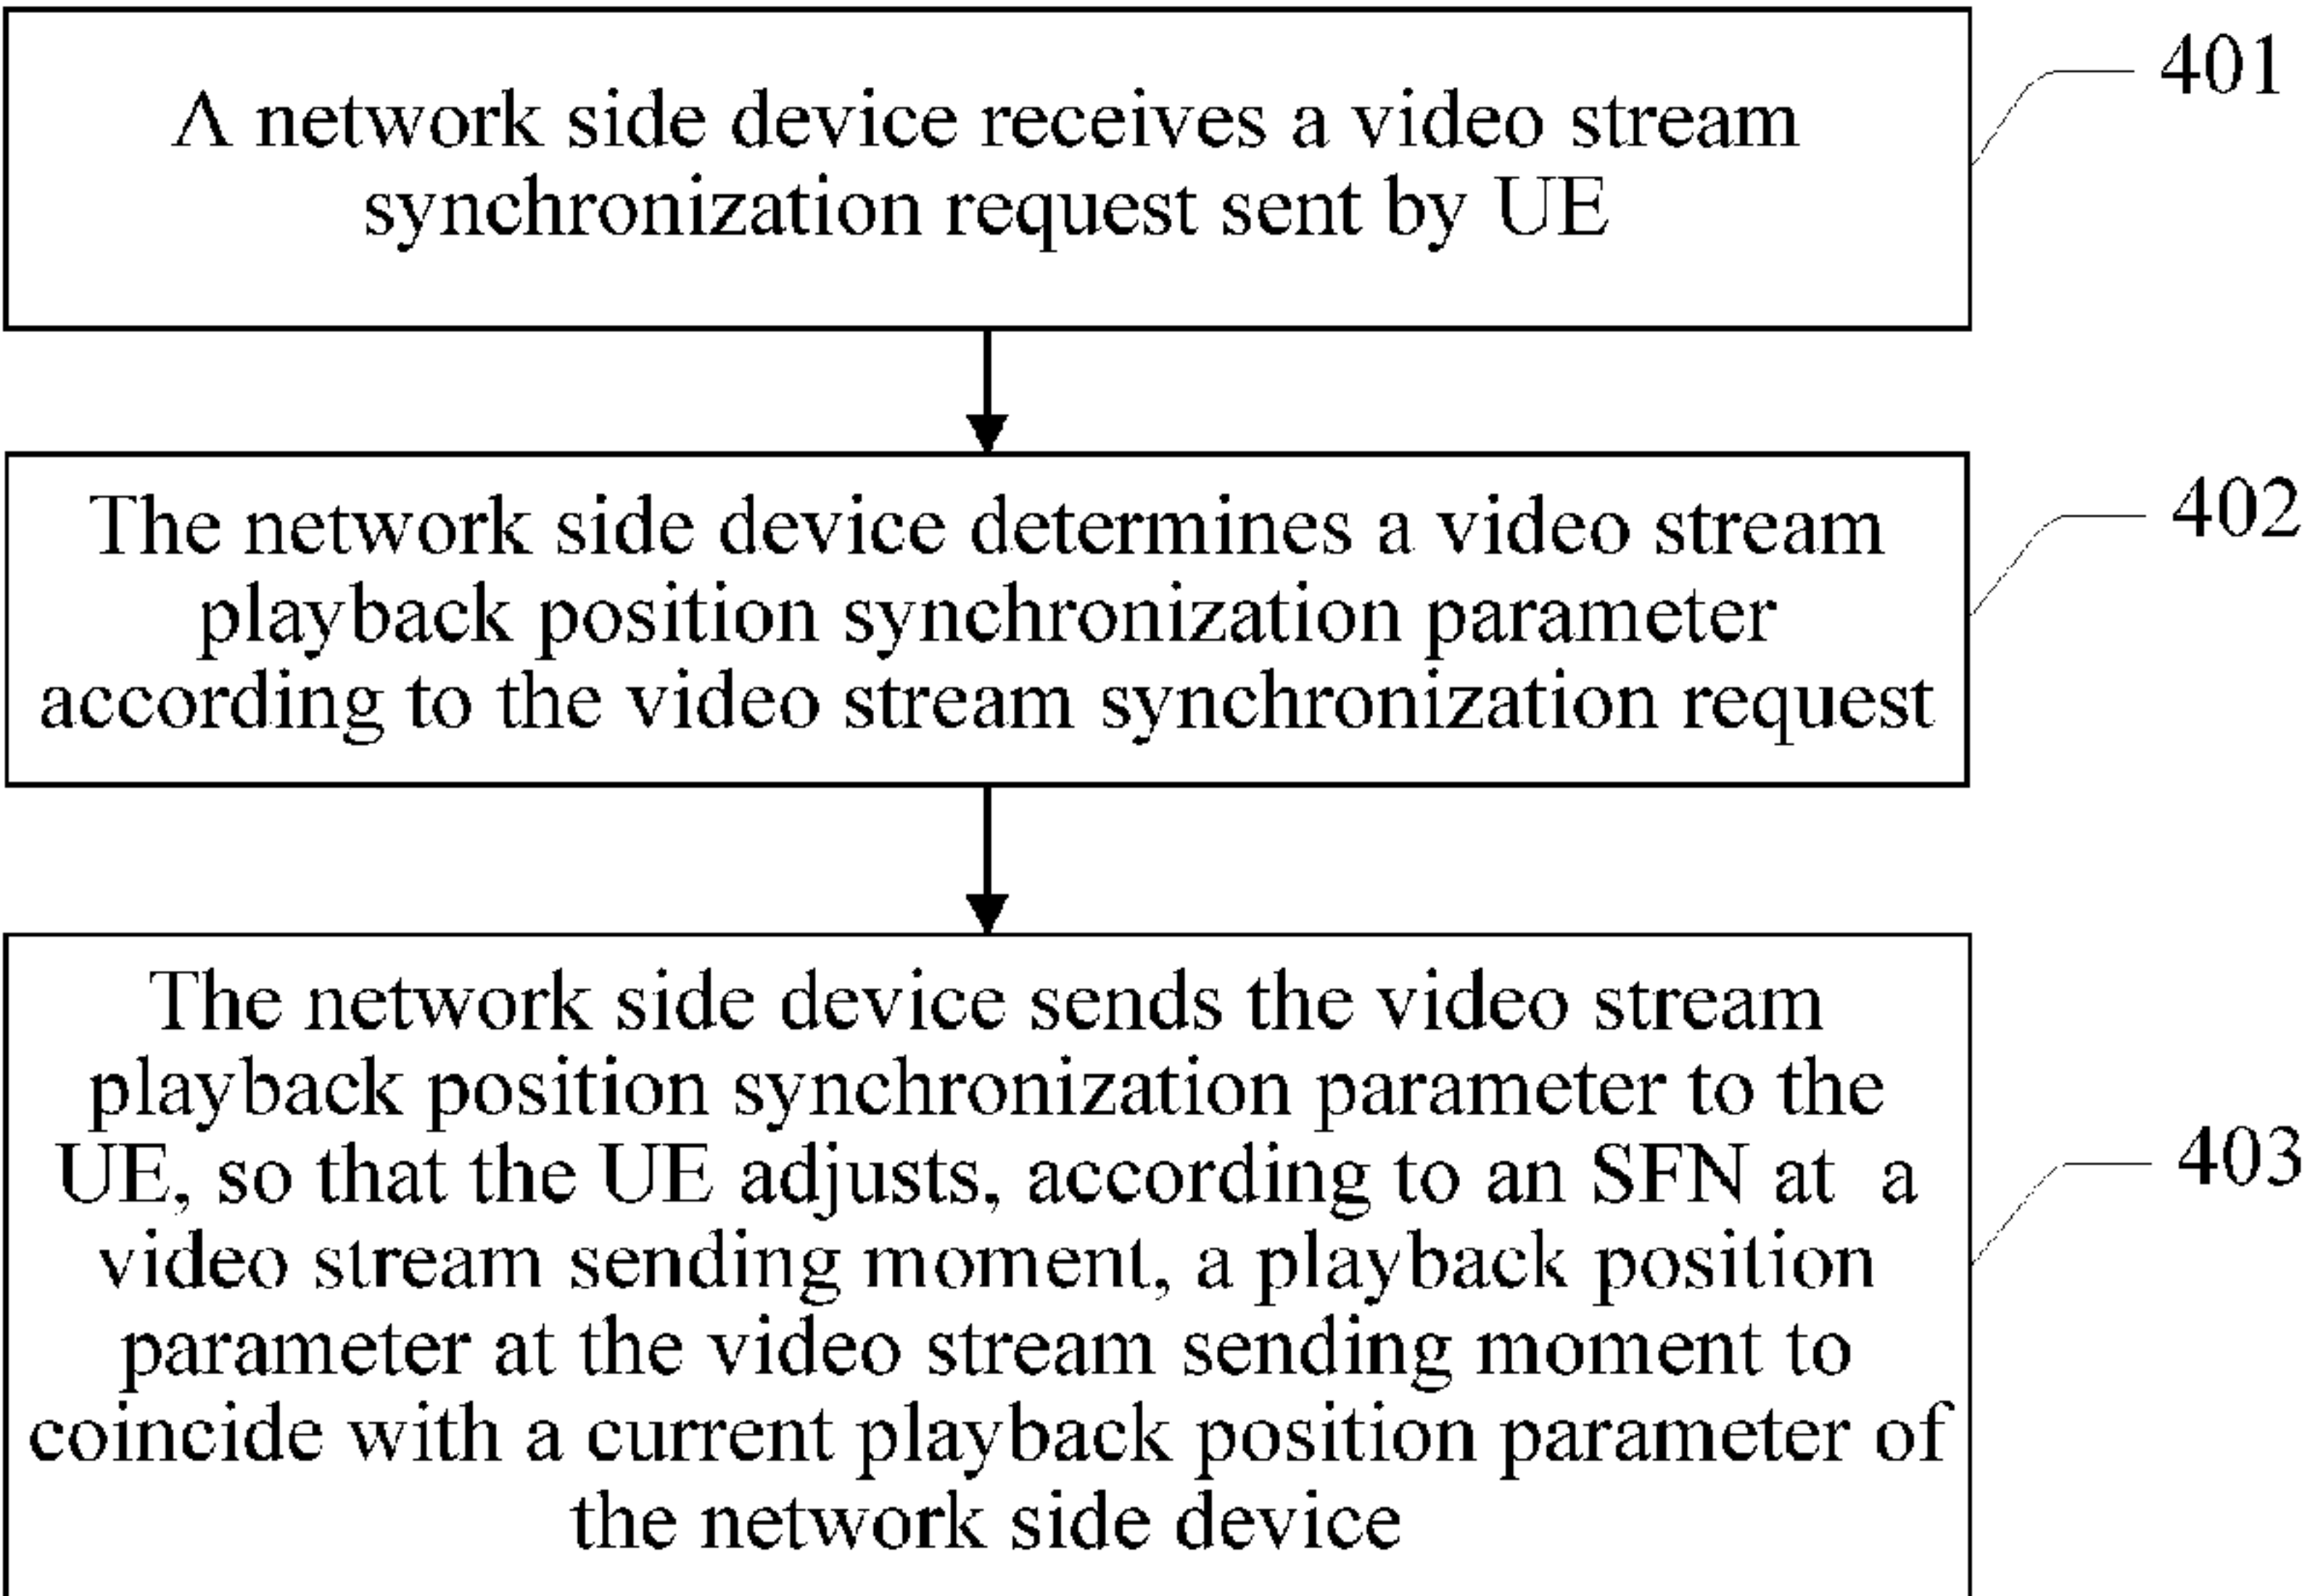 A network side device receives a video stream
synchronization request sent by UE
401
The network side device determines a video stream
playback position synchronization parameter
according to the video stream synchronization request
402
The network side device sends the video stream
playback position synchronization parameter to the
UE, so that the UE adjusts, according to an SFN at a
video stream sending moment, a playback position
parameter at the video stream sending moment to
coincide with a current playback position parameter of
the network side device
403